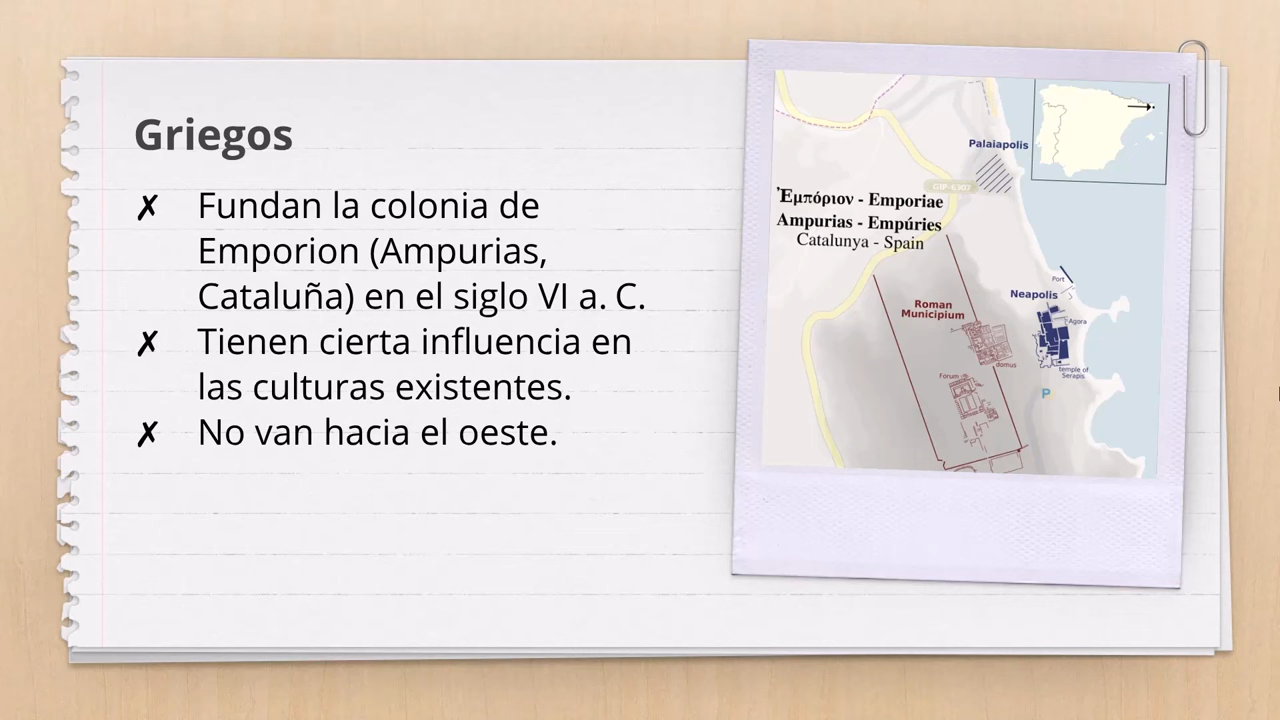 Griegos
✗ Fundan la colonia de
Emporion (Ampurias,
Cataluña) en el siglo VI a. C.
✗ Tienen cierta influencia en
las culturas existentes.
✗ No van hacia el oeste.
Palaiapolis
GIP-6307
Ἐμπόριον - Emporiae
Ampurias - Empúries
Catalunya - Spain
Port
Neapolis
Roman
Municipium
Agora
domus
temple of
Serapis
Forum
P